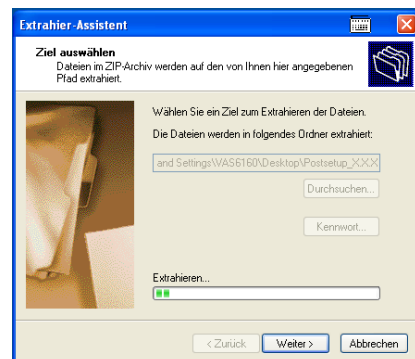 Extrahier-Assistent
Ziel auswählen
Dateien im ZIP-Archiv werden auf den von Ihnen hier angegebenen
Pfad extrahiert.
Wählen Sie ein Ziel zum Extrahieren der Dateien.
Die Dateien werden in folgendes Ordner extrahiert:
and Settings\VAS6160\Desktop\Postsetup_X.X.X
Durchsuchen...
Kennwort...
Extrahieren...
< Zurück
Weiter >
Abbrechen